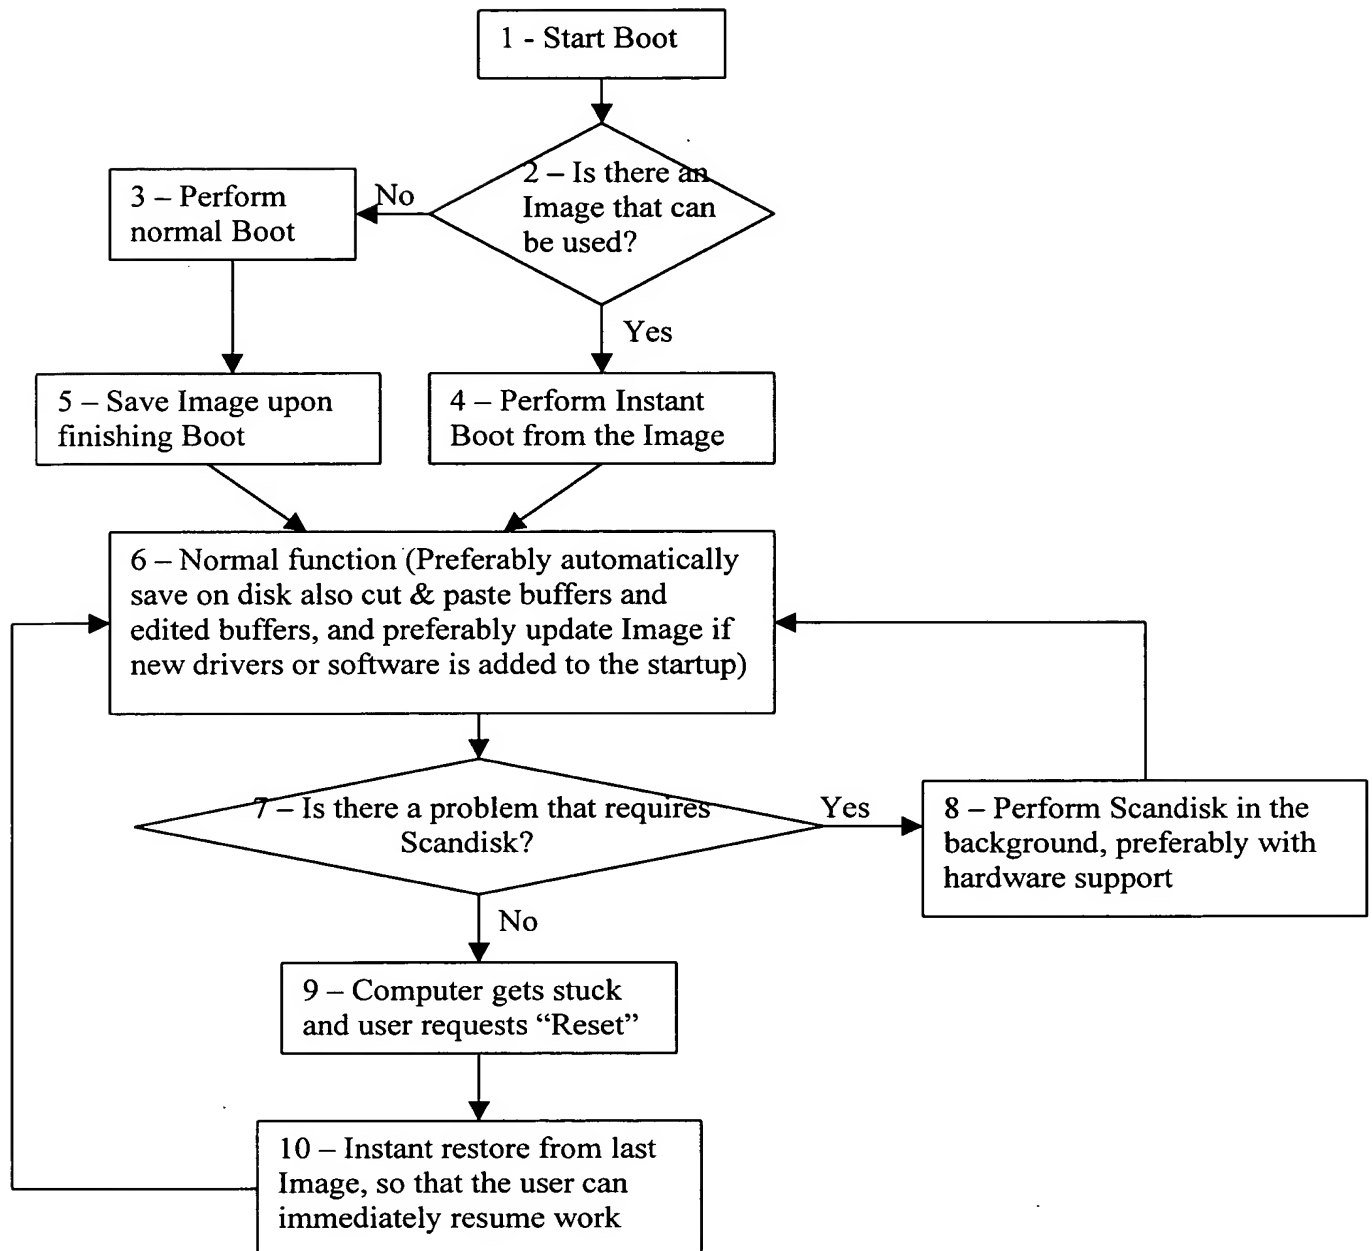 1 - Start Boot
2 – Is there an
Image that can
be used?
No
3 – Perform
normal Boot
Yes
5 – Save Image upon
finishing Boot
4 – Perform Instant
Boot from the Image
6 – Normal function (Preferably automatically
save on disk also cut & paste buffers and
edited buffers, and preferably update Image if
new drivers or software is added to the startup)
7 – Is there a problem that requires
Scandisk?
Yes
8 – Perform Scandisk in the
background, preferably with
hardware support
No
9 – Computer gets stuck
and user requests “Reset”
10 – Instant restore from last
Image, so that the user can
immediately resume work